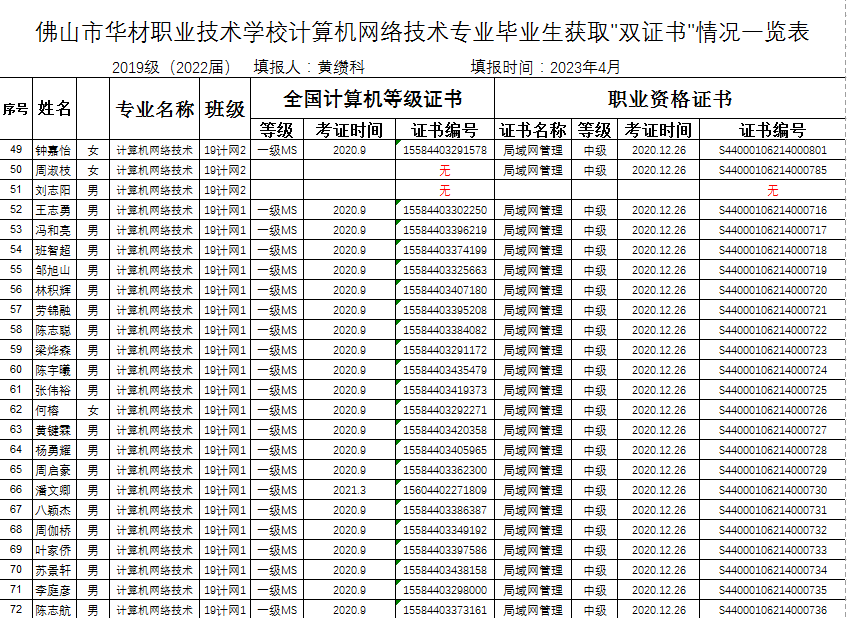 佛山市华材职业技术学校计算机网络技术专业毕业生获取"双证书"情况一览表
2019级（2022届） 填报人：黄缵科 填报时间：2023年4月
序号 姓名 专业名称 班级 全国计算机等级证书 职业资格证书
等级 考证时间 证书编号 证书名称 等级 考证时间 证书编号
49 钟嘉怡 女 计算机网络技术 19计网2 一级MS 2020.9 15584403291578 局域网管理 中级 2020.12.26 S44000106214000801
50 周淑枝 女 计算机网络技术 19计网2 无 局域网管理 中级 2020.12.26 S44000106214000785
51 刘志阳 男 计算机网络技术 19计网2 无 无
52 王志勇 男 计算机网络技术 19计网1 一级MS 2020.9 15584403302250 局域网管理 中级 2020.12.26 S44000106214000716
53 冯和亮 男 计算机网络技术 19计网1 一级MS 2020.9 15584403396219 局域网管理 中级 2020.12.26 S44000106214000717
54 班智超 男 计算机网络技术 19计网1 一级MS 2020.9 15584403374199 局域网管理 中级 2020.12.26 S44000106214000718
55 邹旭山 男 计算机网络技术 19计网1 一级MS 2020.9 15584403325663 局域网管理 中级 2020.12.26 S44000106214000719
56 林积辉 男 计算机网络技术 19计网1 一级MS 2020.9 15584403407180 局域网管理 中级 2020.12.26 S44000106214000720
57 劳锦融 男 计算机网络技术 19计网1 一级MS 2020.9 15584403395208 局域网管理 中级 2020.12.26 S44000106214000721
58 陈志聪 男 计算机网络技术 19计网1 一级MS 2020.9 15584403384082 局域网管理 中级 2020.12.26 S44000106214000722
59 梁烨森 男 计算机网络技术 19计网1 一级MS 2020.9 15584403291172 局域网管理 中级 2020.12.26 S44000106214000723
60 陈宇曦 男 计算机网络技术 19计网1 一级MS 2020.9 15584403435479 局域网管理 中级 2020.12.26 S44000106214000724
61 张伟裕 男 计算机网络技术 19计网1 一级MS 2020.9 15584403419373 局域网管理 中级 2020.12.26 S44000106214000725
62 何榕 女 计算机网络技术 19计网1 一级MS 2020.9 15584403292271 局域网管理 中级 2020.12.26 S44000106214000726
63 黄键霖 男 计算机网络技术 19计网1 一级MS 2020.9 15584403420358 局域网管理 中级 2020.12.26 S44000106214000727
64 杨勇耀 男 计算机网络技术 19计网1 一级MS 2020.9 15584403405965 局域网管理 中级 2020.12.26 S44000106214000728
65 周启豪 男 计算机网络技术 19计网1 一级MS 2020.9 15584403362300 局域网管理 中级 2020.12.26 S44000106214000729
66 潘文卿 男 计算机网络技术 19计网1 一级MS 2021.3 15604402271809 局域网管理 中级 2020.12.26 S44000106214000730
67 八颖杰 男 计算机网络技术 19计网1 一级MS 2020.9 15584403386387 局域网管理 中级 2020.12.26 S44000106214000731
68 周伽桥 男 计算机网络技术 19计网1 一级MS 2020.9 15584403349192 局域网管理 中级 2020.12.26 S44000106214000732
69 叶家侨 男 计算机网络技术 19计网1 一级MS 2020.9 15584403397586 局域网管理 中级 2020.12.26 S44000106214000733
70 苏景轩 男 计算机网络技术 19计网1 一级MS 2020.9 15584403438158 局域网管理 中级 2020.12.26 S44000106214000734
71 李庭彦 男 计算机网络技术 19计网1 一级MS 2020.9 15584403298000 局域网管理 中级 2020.12.26 S44000106214000735
72 陈志航 男 计算机网络技术 19计网1 一级MS 2020.9 15584403373161 局域网管理 中级 2020.12.26 S44000106214000736